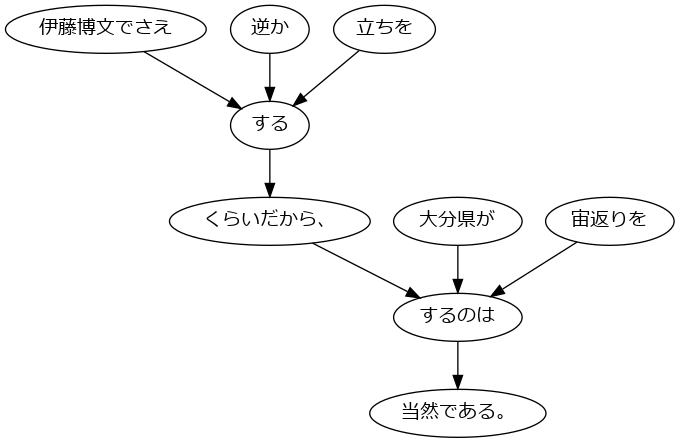 伊藤博文でさえ
逆か
立ちを
する
くらいだから、
大分県が
宙返りを
するのは
当然である。